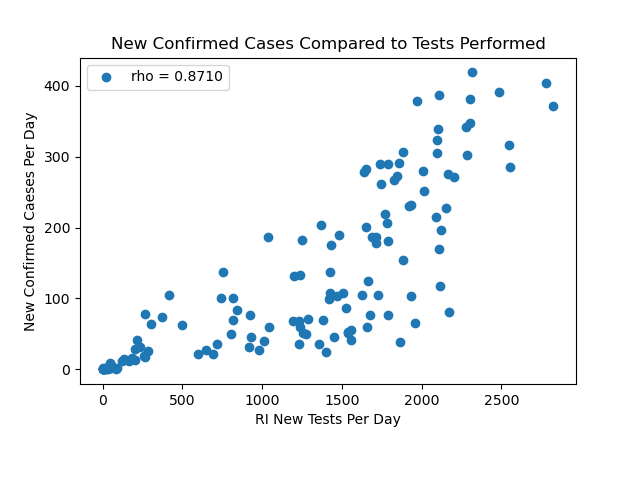 New Confirmed Cases Compared to Tests Performed
rho = 0.8710
New Confirmed Caeses Per Day
400
300
200
100
0
0 500 1000 1500 2000 2500
RI New Tests Per Day